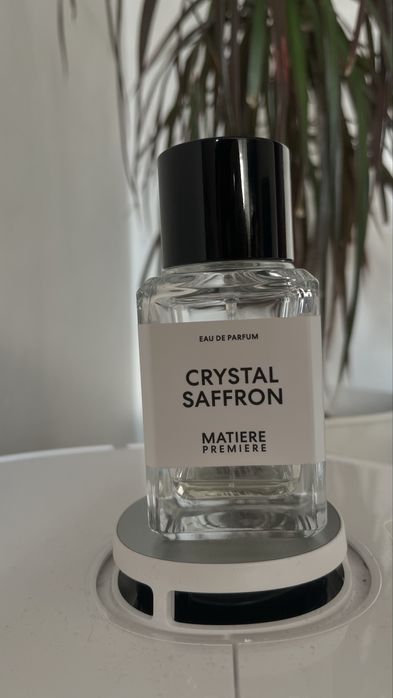 EAU DE PARFUM
CRYSTAL
SAFFRON
MATIERE
PREMIERE